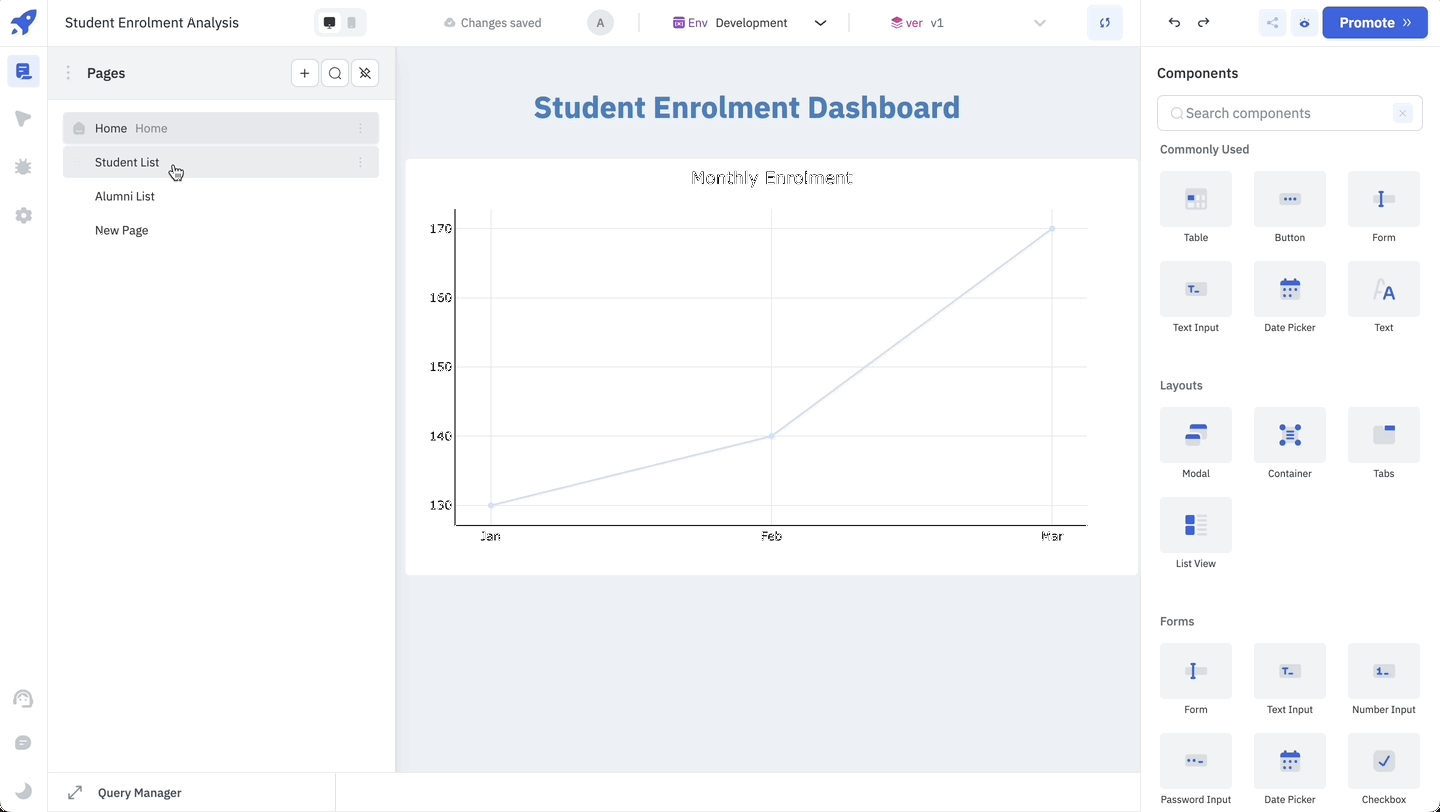 Student Enrolment Analysis
Changes saved
A
Env Development
ver v1
Promote
Pages
Home Home
Student List
Alumni List
New Page
Student Enrolment Dashboard
Monthly Enrolment
170
160
150
140
130
Jan Feb Mar
Query Manager
Components
Search components
Commonly Used
Table Button Form
Text Input Date Picker Text
Layouts
Modal Container Tabs
List View
Forms
Form Text Input Number Input
Password Input Date Picker Checkbox